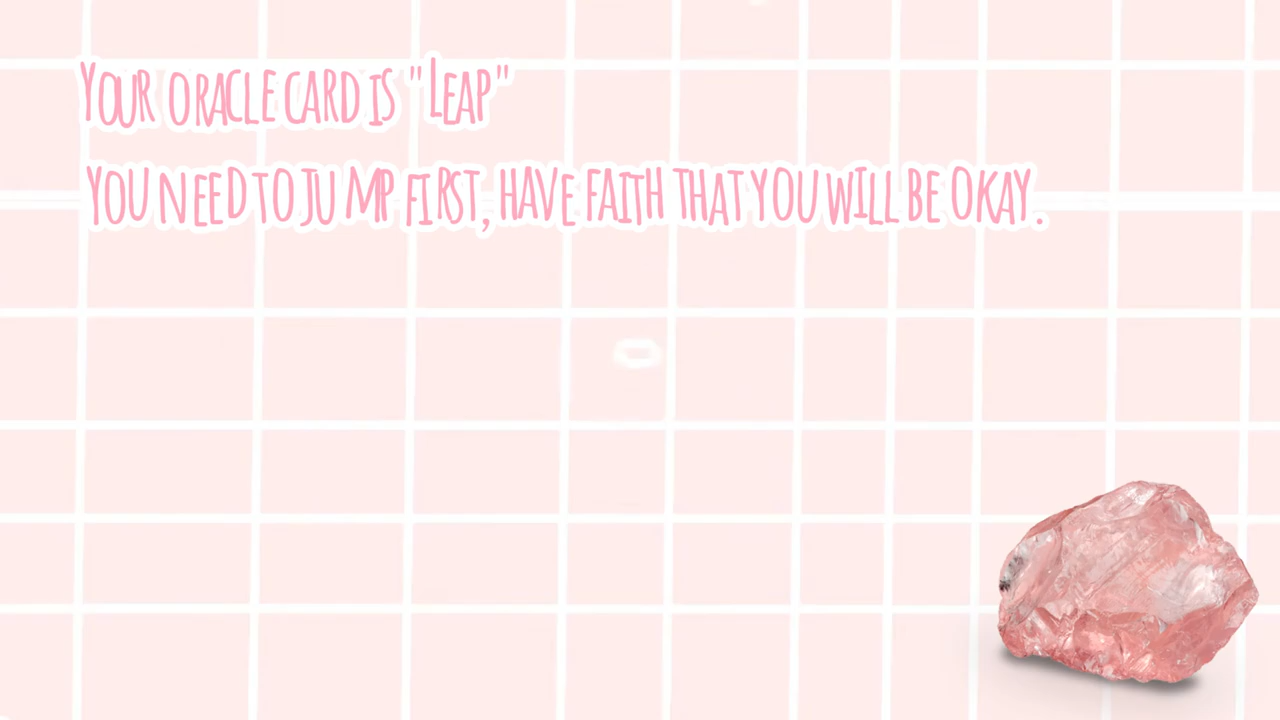 Your oracle card is "Leap"
You need to jump first, have faith that you will be okay.